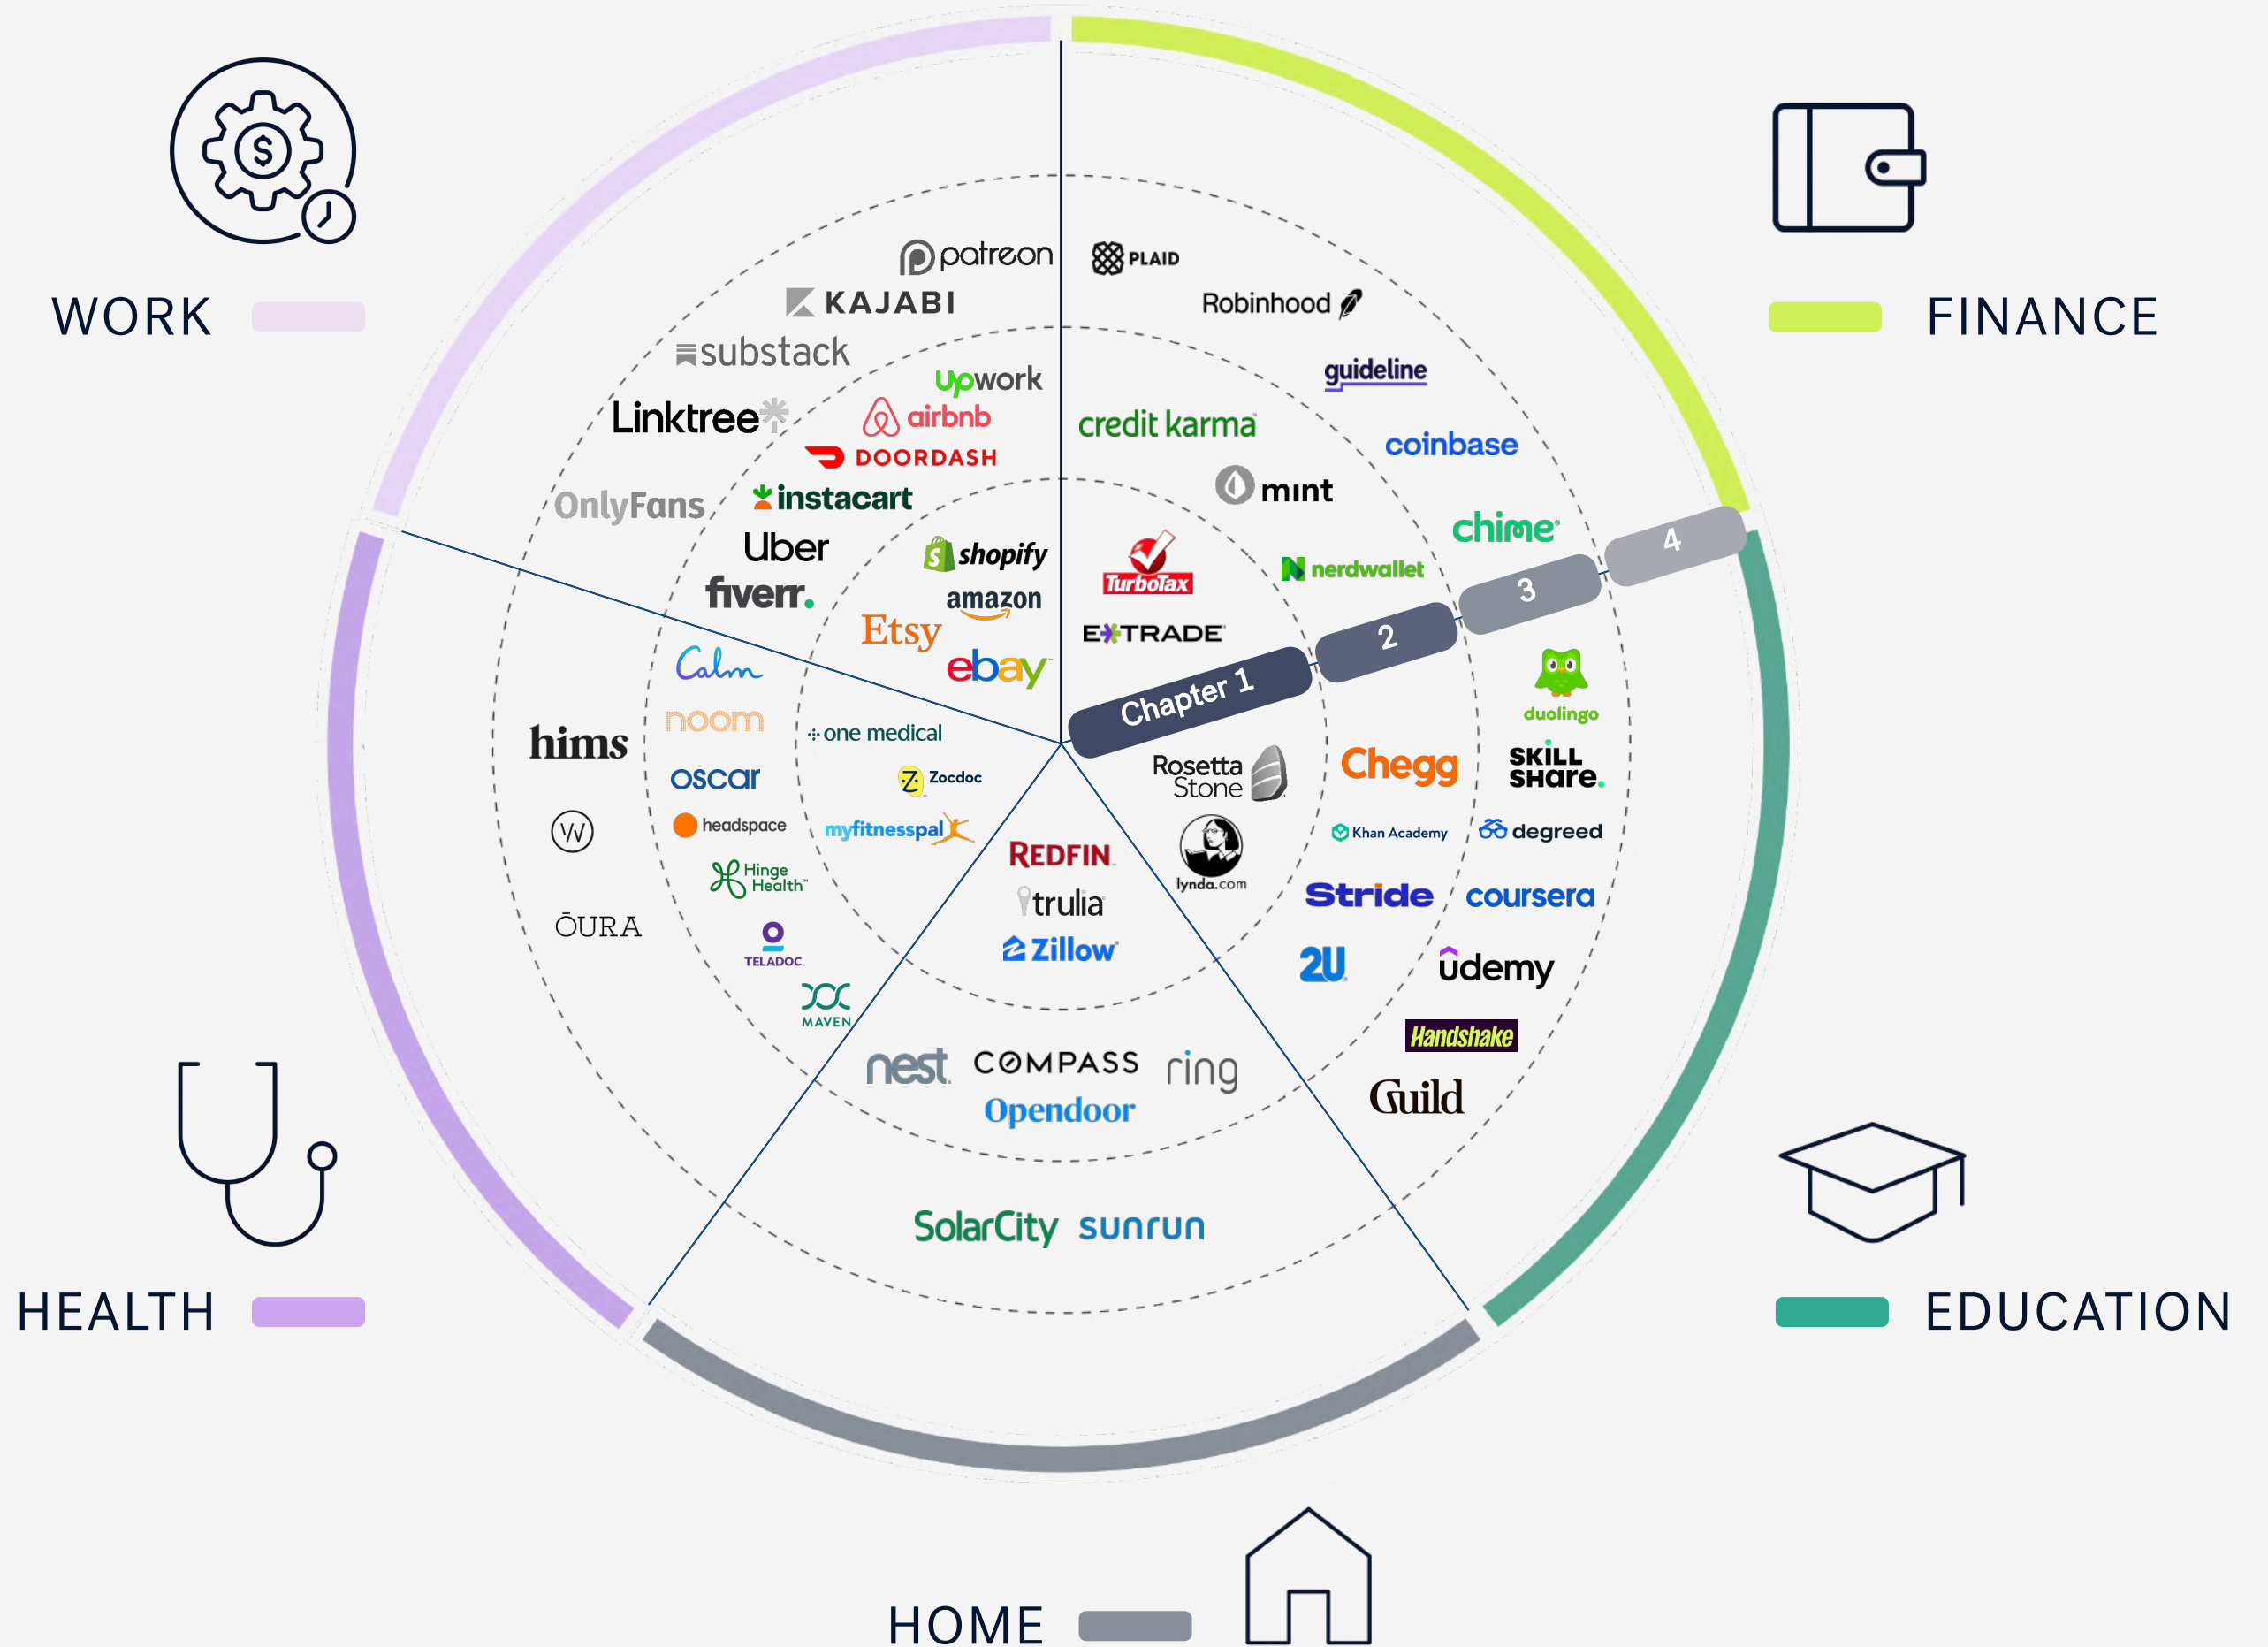 WORK
FINANCE
patreon
KAJABI
substack
Linktree
OnlyFans
upwork
airbnb
DOORDASH
instacart
Uber
fiverr.
shopify
amazon
Etsy
ebay™
PLAID
Robinhood
guideline
coinbase
chime®
credit karma™
mint
nerdwallet
TurboTax
E*TRADE®
Chapter 1
2
3
4
Calm
noom
oscar
headspace
Hinge
Health™
TELADOC.
MAVEN
hims
W
ŌURA
one medical
Zocdoc
myfitnesspal
REDFIN
trulia
Zillow®
nest.
COMPASS
ring
Opendoor
SolarCity
sunrun
Rosetta
Stone
lynda.com
Chegg
Khan Academy
Stride
2U®
duolingo
SKILL
SHARE.
degreed
coursera
udemy
Handshake
Guild
HEALTH
EDUCATION
HOME